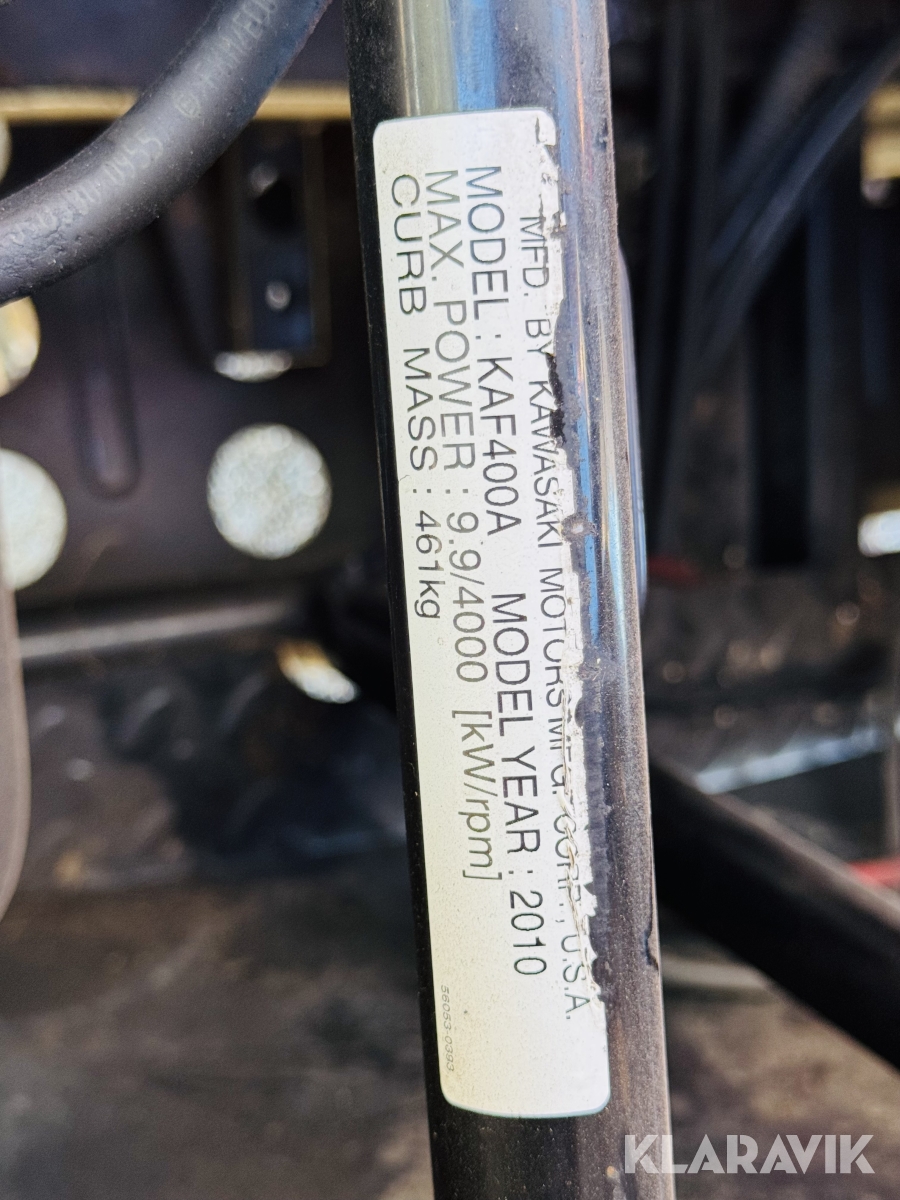 MFD. BY KAWASAKI MOTORS MFG. CORP., U.S.A.
MODEL : KAF400A MODEL YEAR : 2010
MAX. POWER : 9.9/4000 [kW/rpm]
CURB MASS : 461kg
56053-0393
KLARAVIK